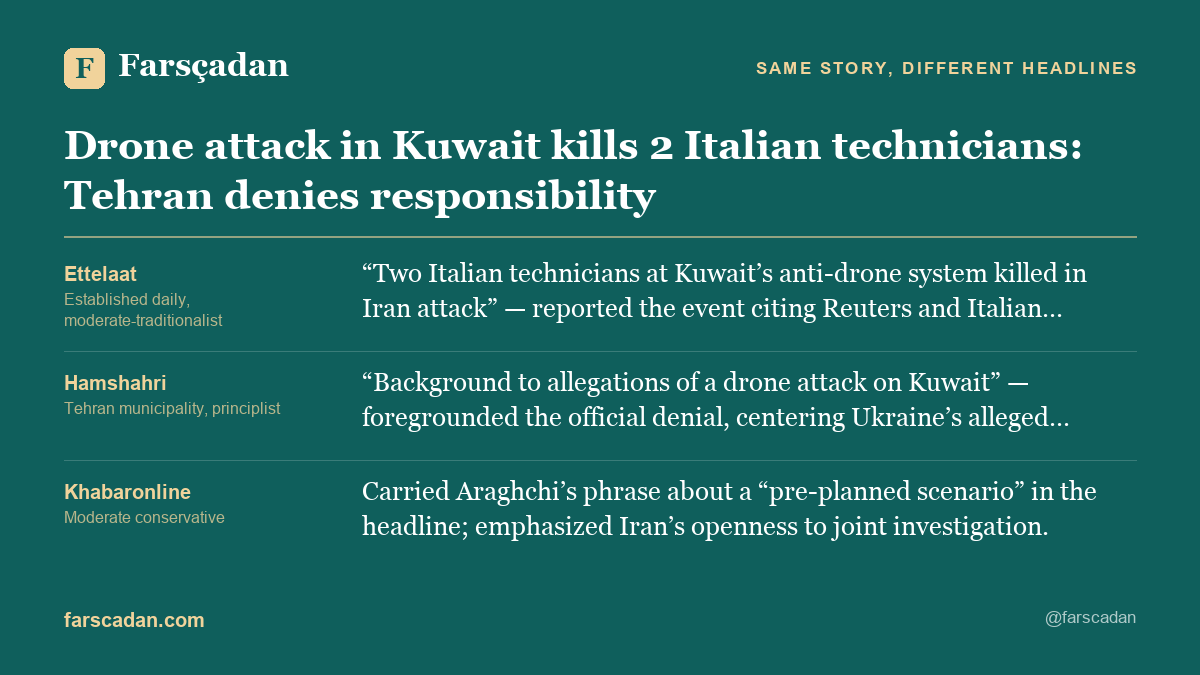 F Farsçadan
SAME STORY, DIFFERENT HEADLINES
Drone attack in Kuwait kills 2 Italian technicians:
Tehran denies responsibility
Ettelaat
Established daily,
moderate-traditionalist
“Two Italian technicians at Kuwait’s anti-drone system killed in
Iran attack” — reported the event citing Reuters and Italian...
Hamshahri
Tehran municipality, principlist
“Background to allegations of a drone attack on Kuwait” —
foregrounded the official denial, centering Ukraine’s alleged...
Khabaronline
Moderate conservative
Carried Araghchi’s phrase about a “pre-planned scenario” in the
headline; emphasized Iran’s openness to joint investigation.
farscadan.com
@farscadan